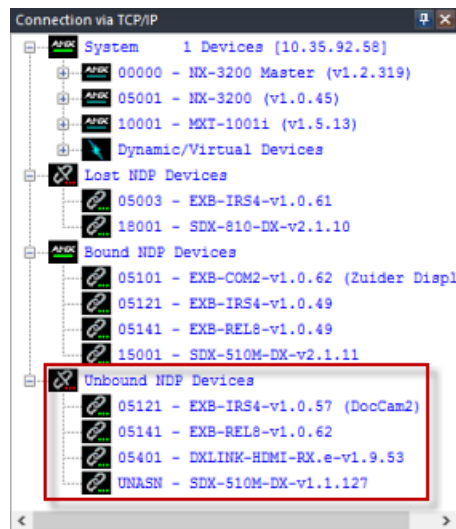 Connection via TCP/IP
AMX System 1 Devices [10.35.92.58]
AMX 00000 - NX-3200 Master (v1.2.319)
AMX 05001 - NX-3200 (v1.0.45)
AMX 10001 - MXT-1001i (v1.5.13)
Dynamic/Virtual Devices
Lost NDP Devices
05003 - EXB-IRS4-v1.0.61
18001 - SDX-810-DX-v2.1.10
AMX Bound NDP Devices
05101 - EXB-COM2-v1.0.62 (Zuider Displ
05121 - EXB-IRS4-v1.0.49
05141 - EXB-REL8-v1.0.49
15001 - SDX-510M-DX-v2.1.11
Unbound NDP Devices
05121 - EXB-IRS4-v1.0.57 (DocCam2)
05141 - EXB-REL8-v1.0.62
05401 - DXLINK-HDMI-RX.e-v1.9.53
UNASN - SDX-510M-DX-v1.1.127